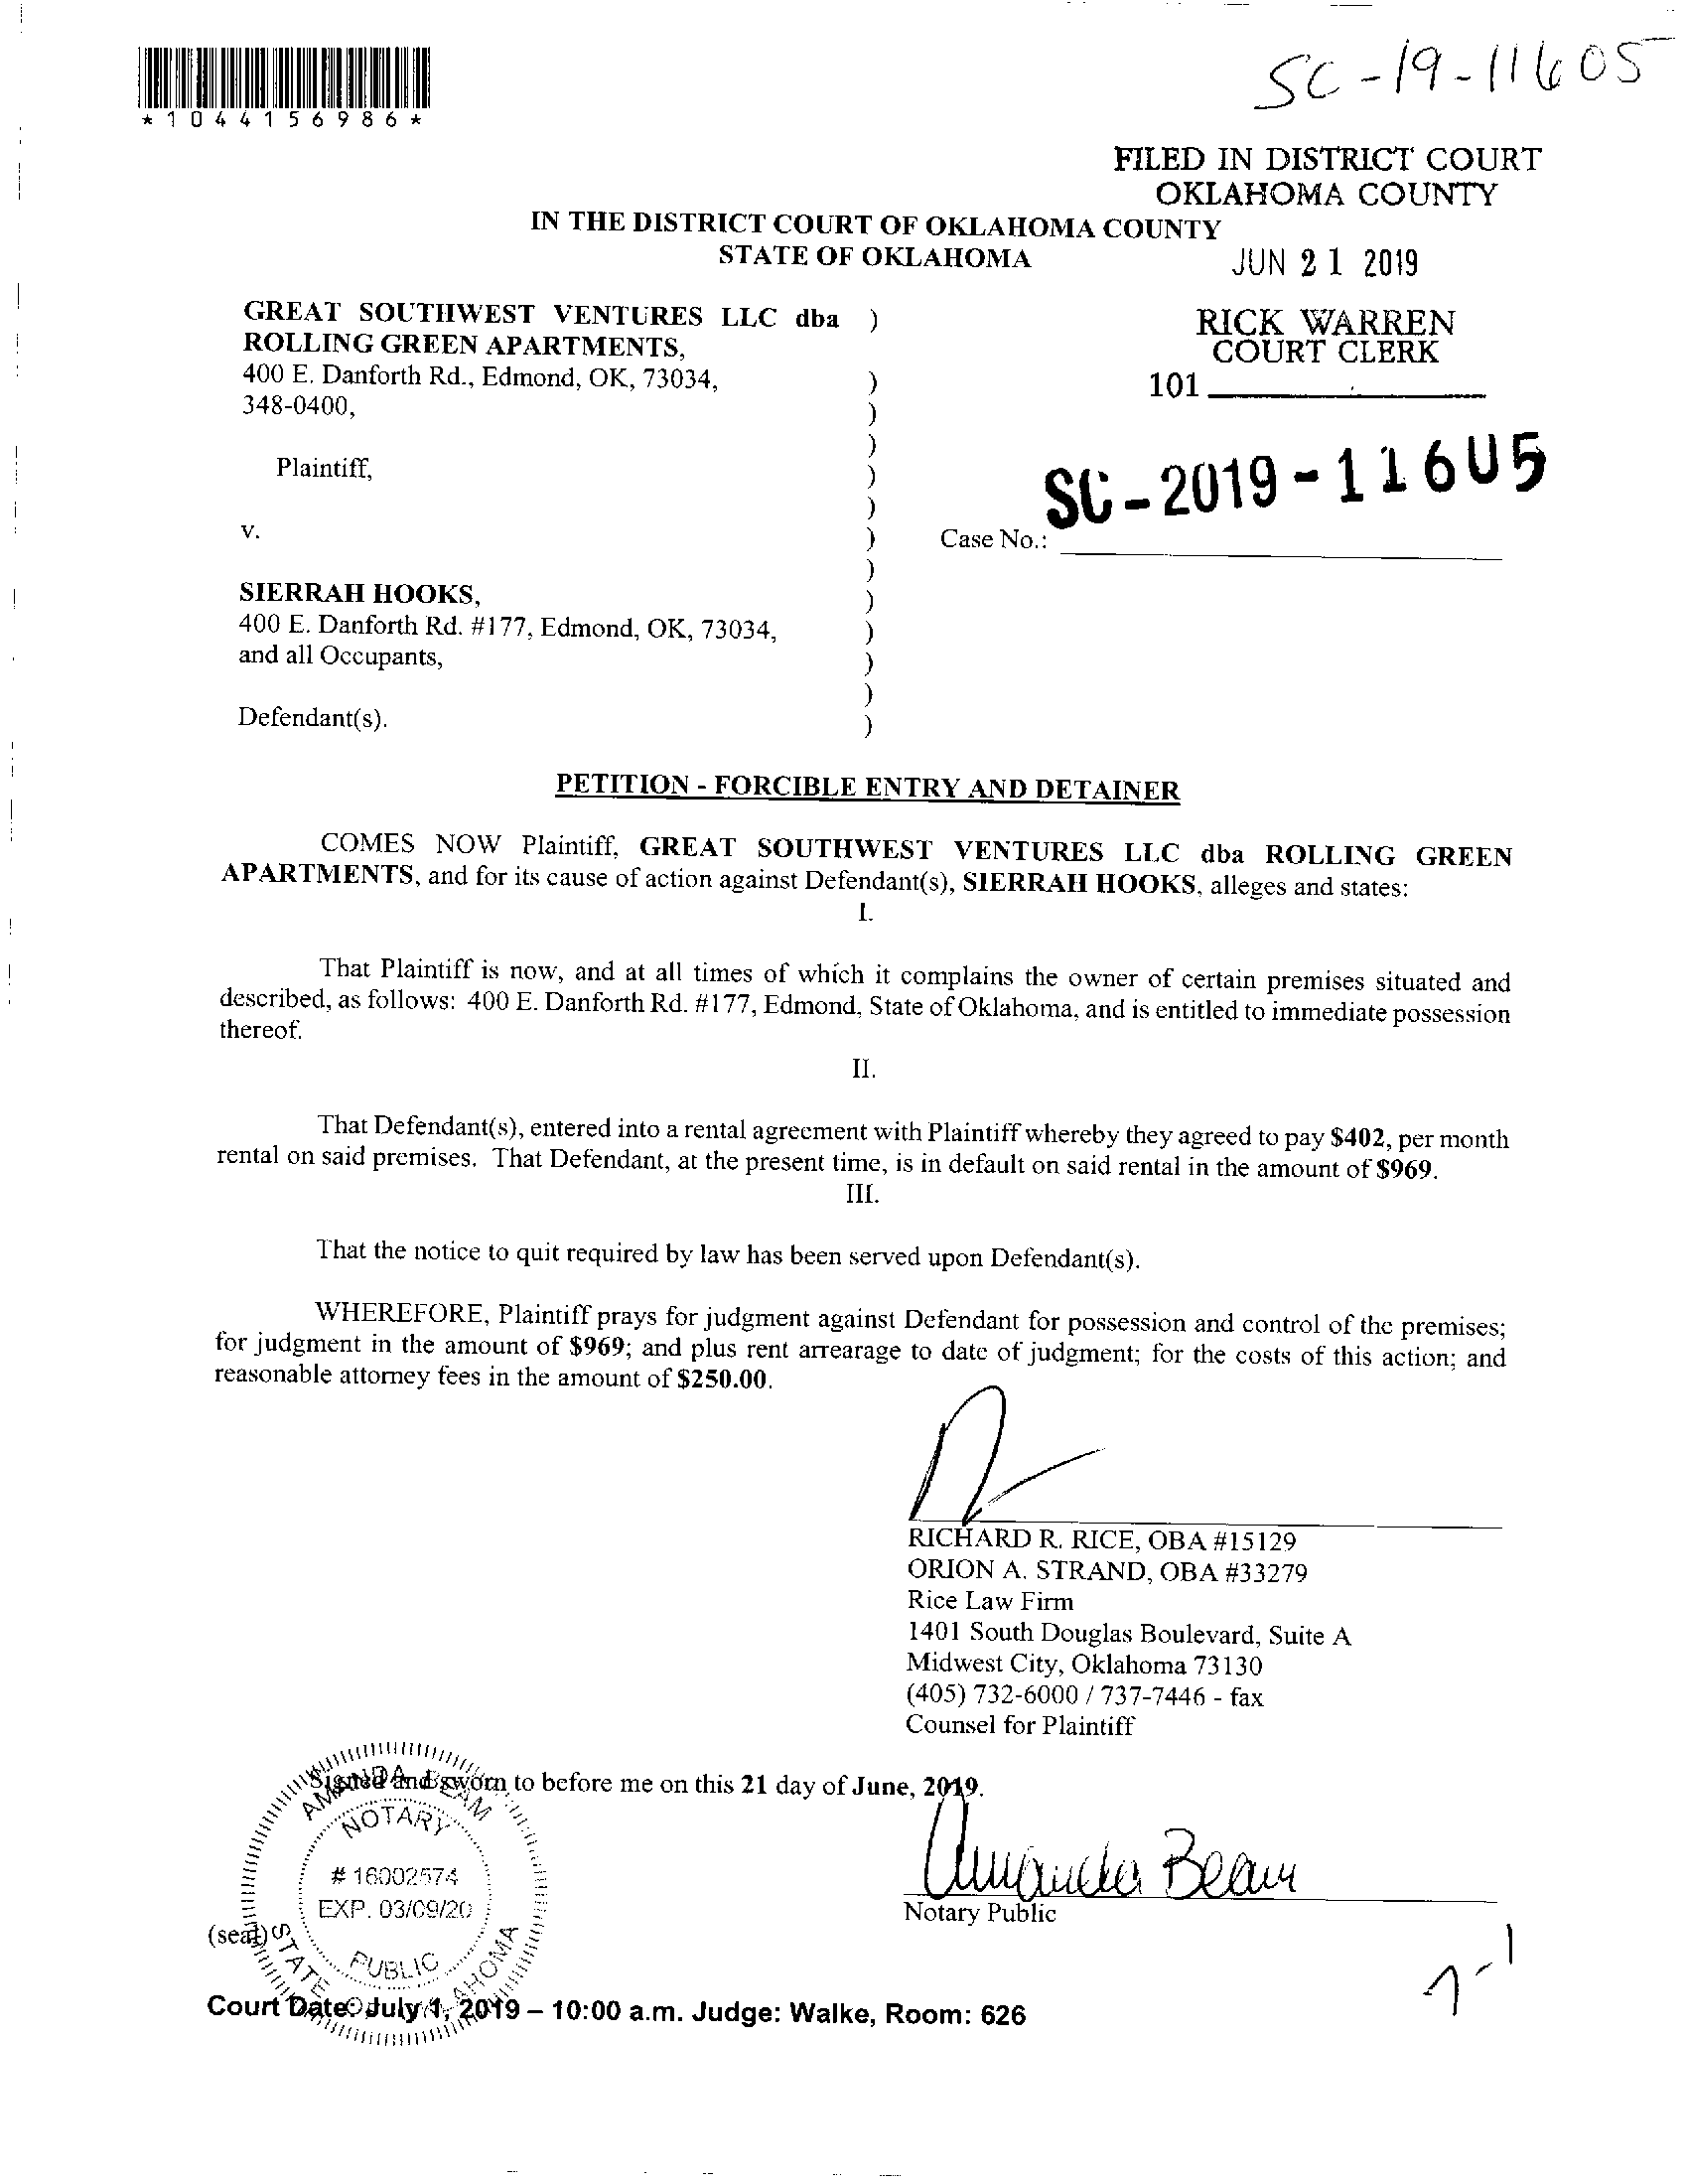 SC-19-11605
*1044156986*
FILED IN DISTRICT COURT
OKLAHOMA COUNTY
IN THE DISTRICT COURT OF OKLAHOMA COUNTY
STATE OF OKLAHOMA
JUN 21 2019
GREAT SOUTHWEST VENTURES LLC dba )
ROLLING GREEN APARTMENTS,
400 E. Danforth Rd., Edmond, OK, 73034, )
348-0400, )
)
Plaintiff, )
)
v. )
)
SIERRAH HOOKS, )
400 E. Danforth Rd. #177, Edmond, OK, 73034, )
and all Occupants, )
)
Defendant(s). )
RICK WARREN
COURT CLERK
101
SC-2019-11605
Case No.:
PETITION - FORCIBLE ENTRY AND DETAINER
COMES NOW Plaintiff, GREAT SOUTHWEST VENTURES LLC dba ROLLING GREEN
APARTMENTS, and for its cause of action against Defendant(s), SIERRAH HOOKS, alleges and states:
I.
That Plaintiff is now, and at all times of which it complains the owner of certain premises situated and
described, as follows: 400 E. Danforth Rd. #177, Edmond, State of Oklahoma, and is entitled to immediate possession
thereof.
II.
That Defendant(s), entered into a rental agreement with Plaintiff whereby they agreed to pay $402, per month
rental on said premises. That Defendant, at the present time, is in default on said rental in the amount of $969.
III.
That the notice to quit required by law has been served upon Defendant(s).
WHEREFORE, Plaintiff prays for judgment against Defendant for possession and control of the premises;
for judgment in the amount of $969; and plus rent arrearage to date of judgment; for the costs of this action; and
reasonable attorney fees in the amount of $250.00.
RICHARD R. RICE, OBA #15129
ORION A. STRAND, OBA #33279
Rice Law Firm
1401 South Douglas Boulevard, Suite A
Midwest City, Oklahoma 73130
(405) 732-6000 / 737-7446 - fax
Counsel for Plaintiff
Signed and sworn to before me on this 21 day of June, 2019.
AMANDA BEAM
NOTARY
# 16002574
EXP. 03/09/20
PUBLIC
STATE OF OKLAHOMA
Amanda Beam
Notary Public
(seal)
7-1
Court Date: July 1, 2019 – 10:00 a.m. Judge: Walke, Room: 626